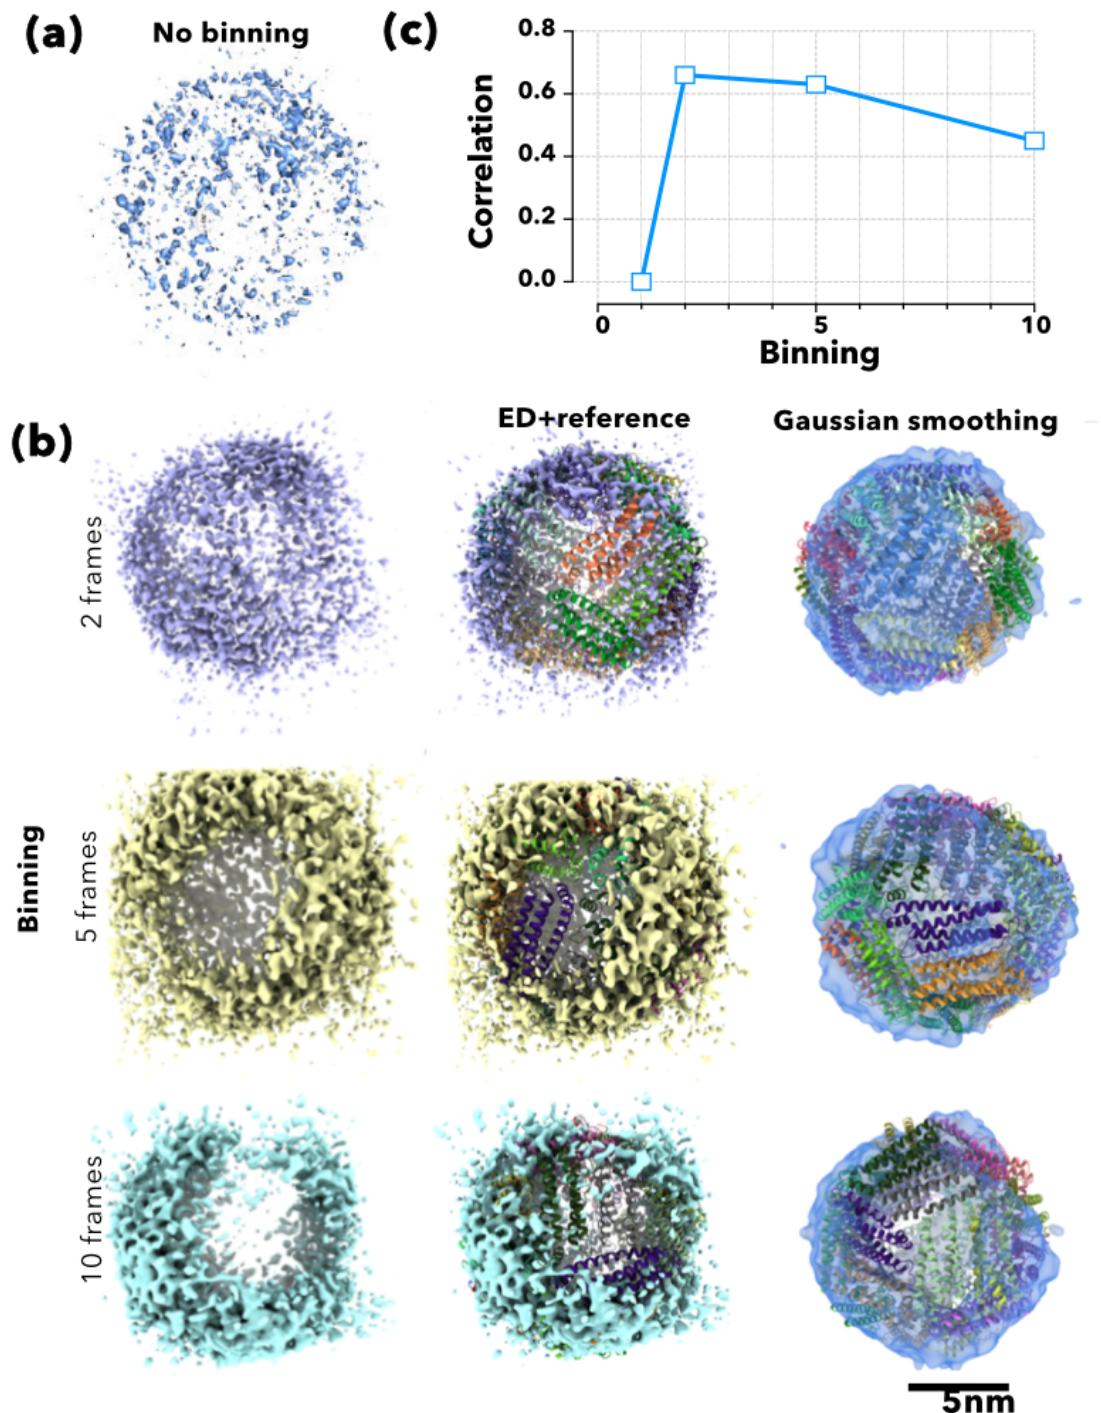 (a)
No binning
(c)
Correlation
0.8
0.6
0.4
0.2
0.0
0 5 10
Binning
(b)
ED+reference
Gaussian smoothing
Binning
2 frames
5 frames
10 frames
5nm